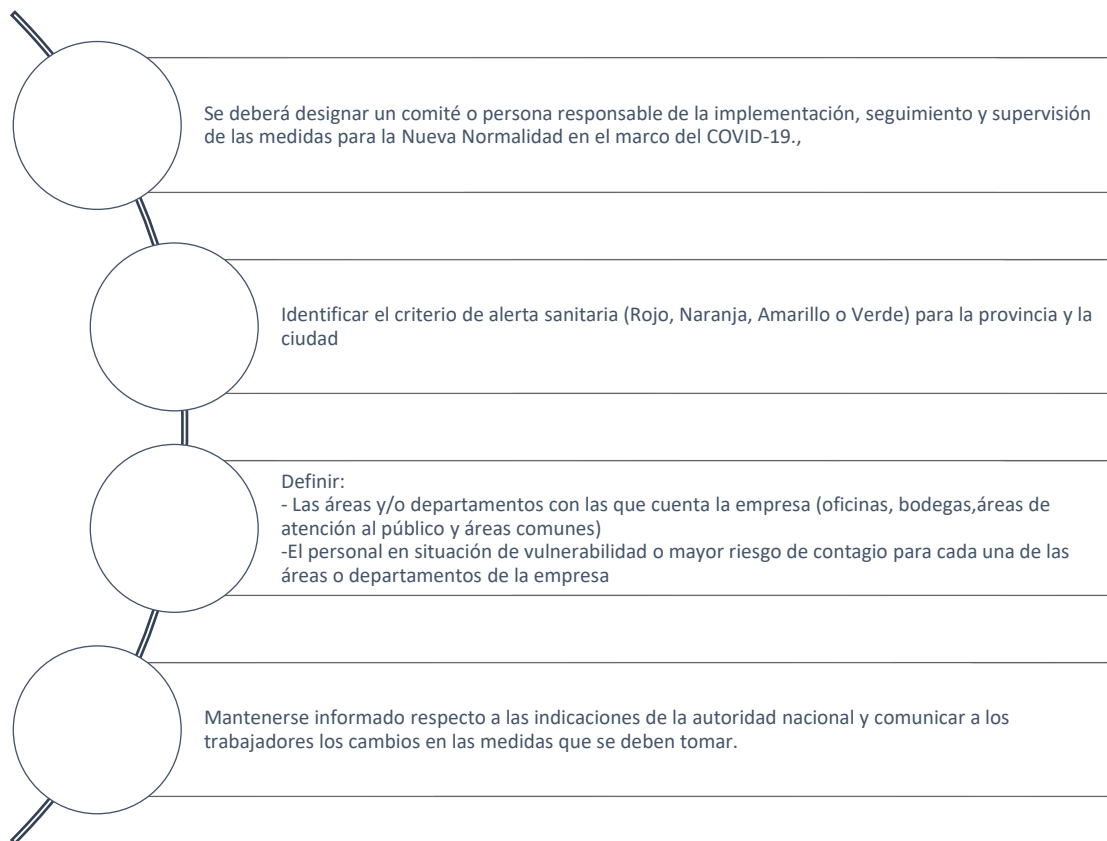 Se deberá designar un comité o persona responsable de la implementación, seguimiento y supervisión
de las medidas para la Nueva Normalidad en el marco del COVID-19.,
Identificar el criterio de alerta sanitaria (Rojo, Naranja, Amarillo o Verde) para la provincia y la
ciudad
Definir:
- Las áreas y/o departamentos con las que cuenta la empresa (oficinas, bodegas,áreas de
atención al público y áreas comunes)
-El personal en situación de vulnerabilidad o mayor riesgo de contagio para cada una de las
áreas o departamentos de la empresa
Mantenerse informado respecto a las indicaciones de la autoridad nacional y comunicar a los
trabajadores los cambios en las medidas que se deben tomar.